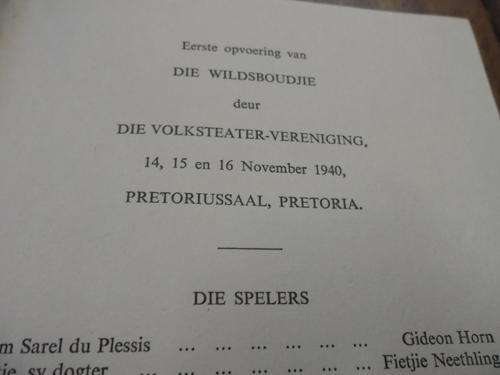 Eerste opvoering van
DIE WILDSBOUDJIE
deur
DIE VOLKSTEATER-VERENIGING,
14, 15 en 16 November 1940,
PRETORIUSSAAL, PRETORIA.
DIE SPELERS
Sarel du Plessis ... ... ... ... ... ... Gideon Horn
sy dogter ... ... ... ... ... ... Fietjie Neethling